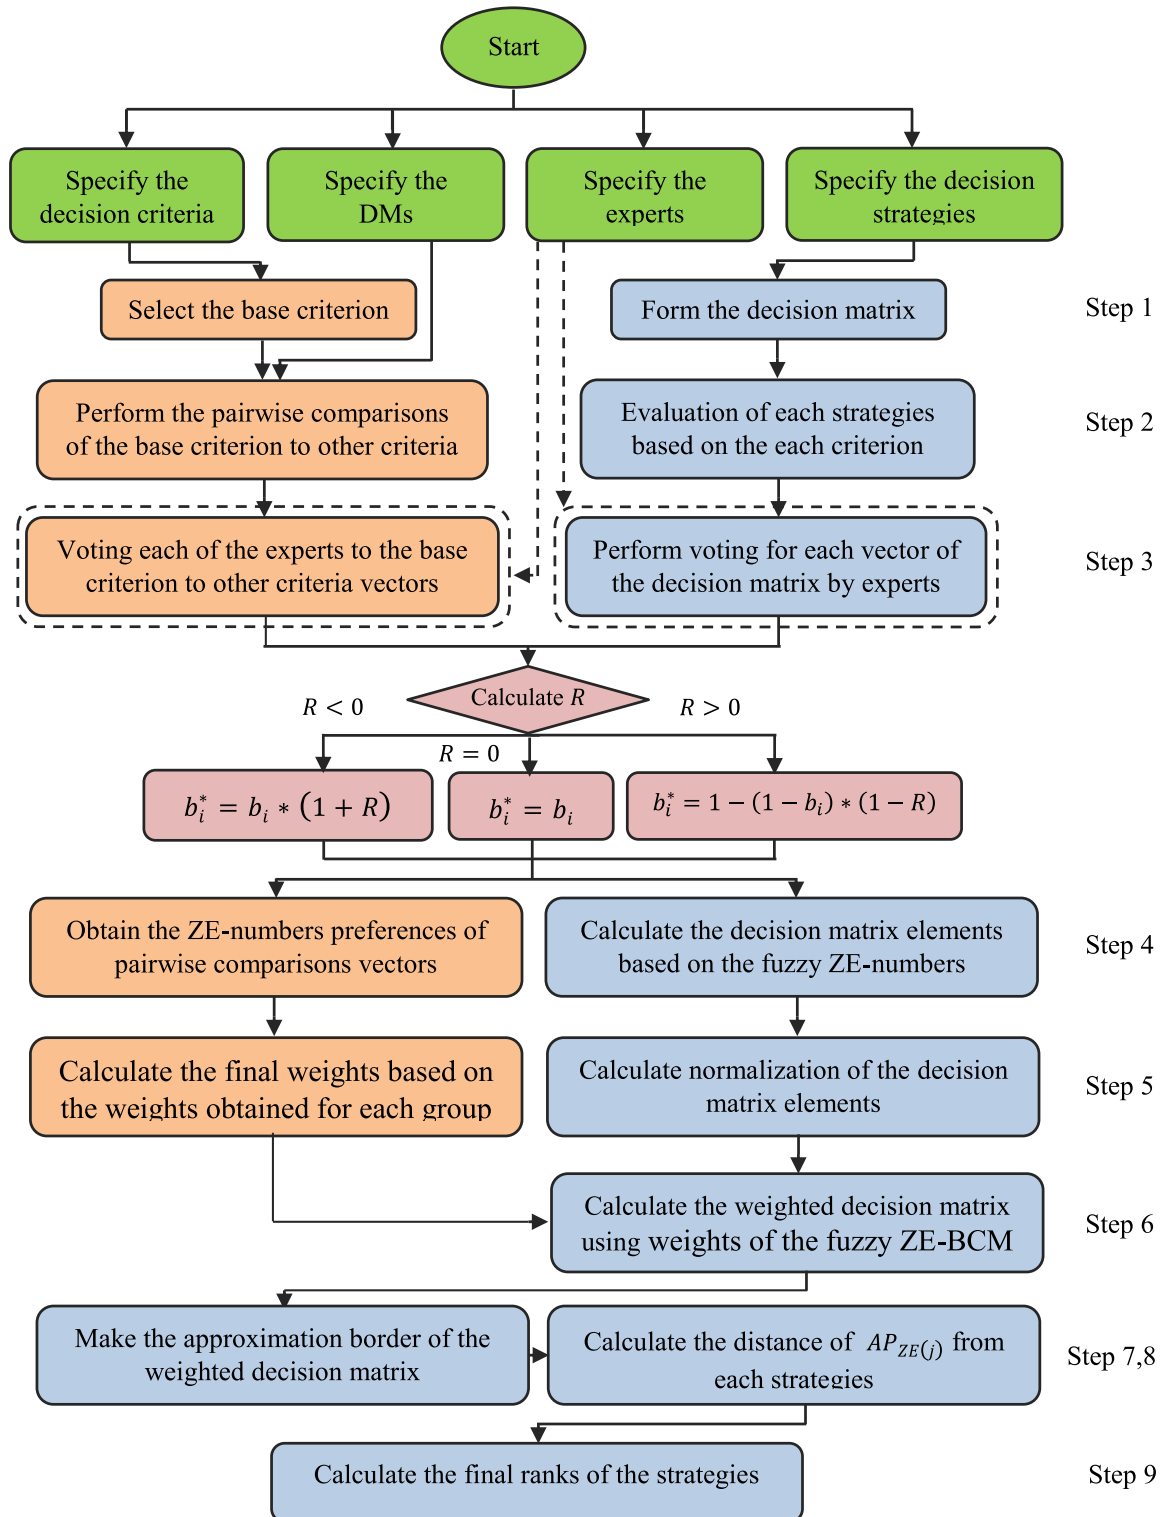 Start
Specify the
decision criteria
Specify the
DMs
Specify the
experts
Specify the decision
strategies
Select the base criterion
Form the decision matrix
Step 1
Perform the pairwise comparisons
of the base criterion to other criteria
Evaluation of each strategies
based on the each criterion
Step 2
Voting each of the experts to the base
criterion to other criteria vectors
Perform voting for each vector of
the decision matrix by experts
Step 3
Calculate R
R < 0
R = 0
R > 0
b_i^* = b_i * (1 + R)
b_i^* = b_i
b_i^* = 1 − (1 − b_i) * (1 − R)
Obtain the ZE-numbers preferences of
pairwise comparisons vectors
Calculate the decision matrix elements
based on the fuzzy ZE-numbers
Step 4
Calculate the final weights based on
the weights obtained for each group
Calculate normalization of the decision
matrix elements
Step 5
Calculate the weighted decision matrix
using weights of the fuzzy ZE-BCM
Step 6
Make the approximation border of the
weighted decision matrix
Calculate the distance of AP_{ZE(j)} from
each strategies
Step 7,8
Calculate the final ranks of the strategies
Step 9